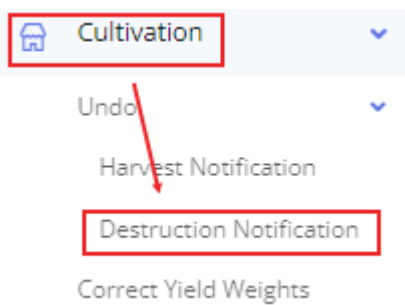 Cultivation
Undo
Harvest Notification
Destruction Notification
Correct Yield Weights